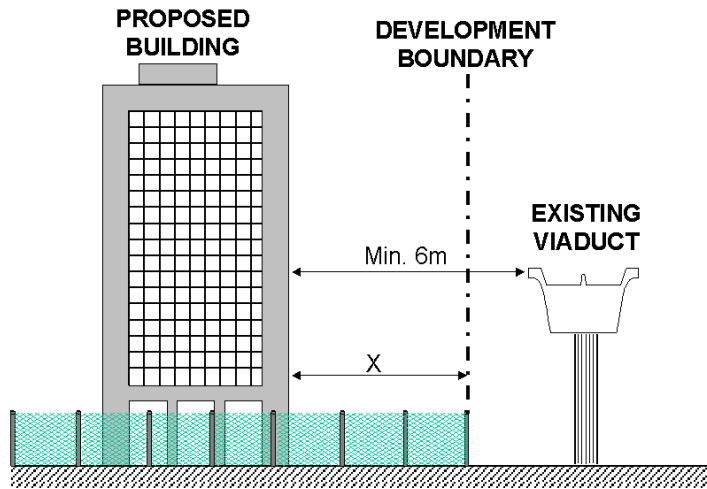 PROPOSED
BUILDING
DEVELOPMENT
BOUNDARY
EXISTING
VIADUCT
Min. 6m
X